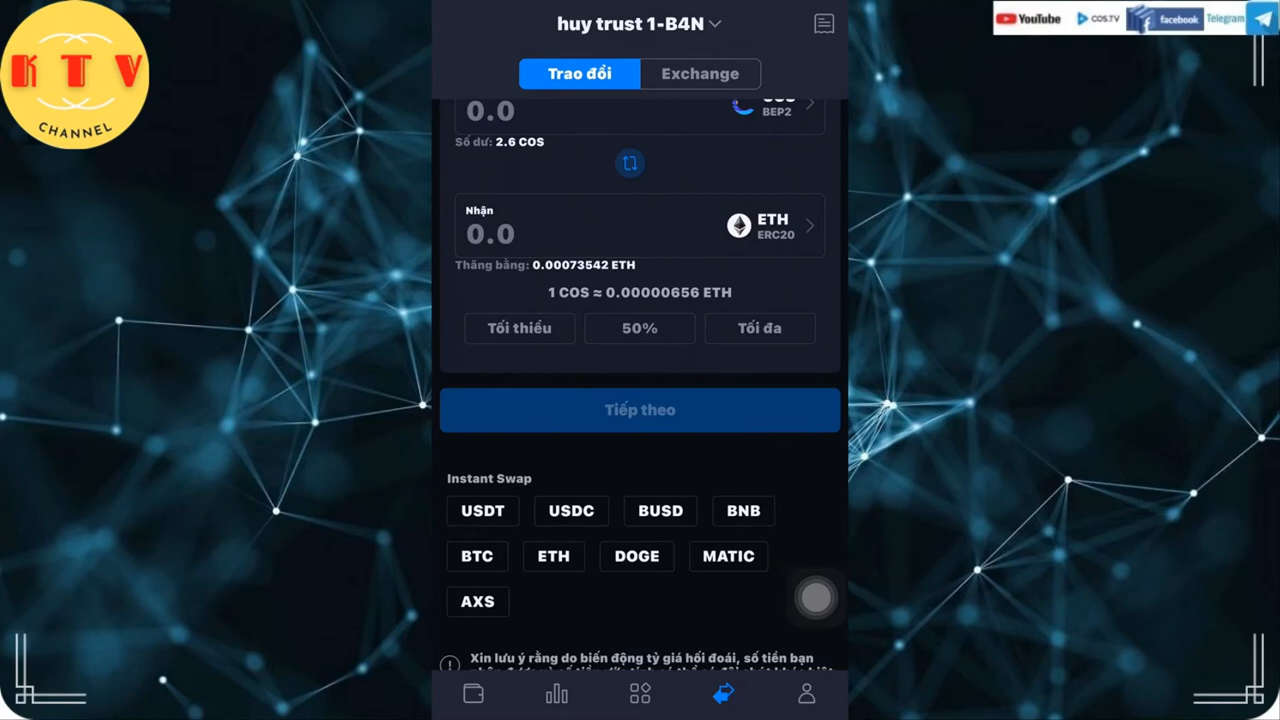 K T V
CHANNEL
YouTube
COS.TV
facebook
Telegram
huy trust 1-B4N
Trao đổi
Exchange
0.0
BEP2
Số dư: 2.6 COS
Nhận
0.0
ETH
ERC20
Thăng bằng: 0.00073542 ETH
1 COS ≈ 0.00000656 ETH
Tối thiểu
50%
Tối đa
Tiếp theo
Instant Swap
USDT
USDC
BUSD
BNB
BTC
ETH
DOGE
MATIC
AXS
Xin lưu ý rằng do biến động tỷ giá hối đoái, số tiền bạn